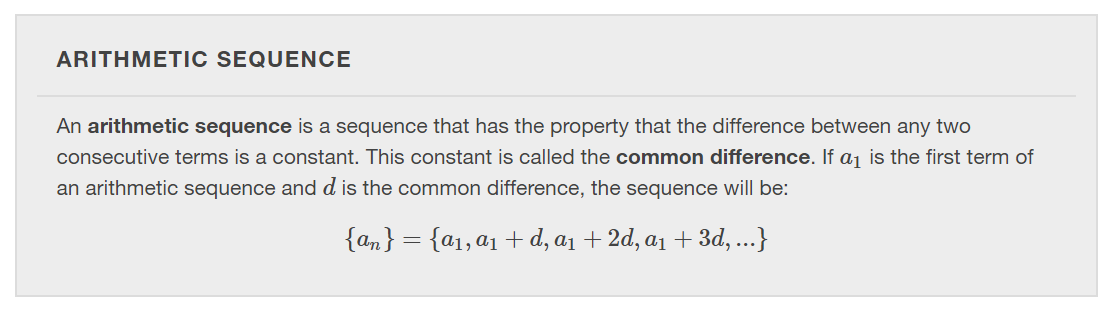 ARITHMETIC SEQUENCE
An arithmetic sequence is a sequence that has the property that the difference between any two
consecutive terms is a constant. This constant is called the common difference. If a₁ is the first term of
an arithmetic sequence and d is the common difference, the sequence will be:
{aₙ} = {a₁, a₁ + d, a₁ + 2d, a₁ + 3d, ...}